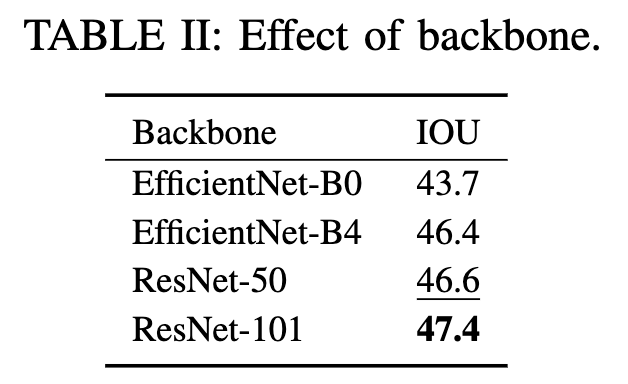 TABLE II: Effect of backbone.
Backbone IOU
EfficientNet-B0 43.7
EfficientNet-B4 46.4
ResNet-50 46.6
ResNet-101 47.4